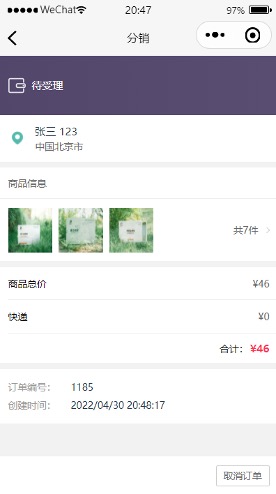 WeChat 20:47 97%
分销
待受理
张三 123
中国北京市
商品信息
共7件
商品总价 ¥46
快递 ¥0
合计: ¥46
订单编号: 1185
创建时间: 2022/04/30 20:48:17
取消订单